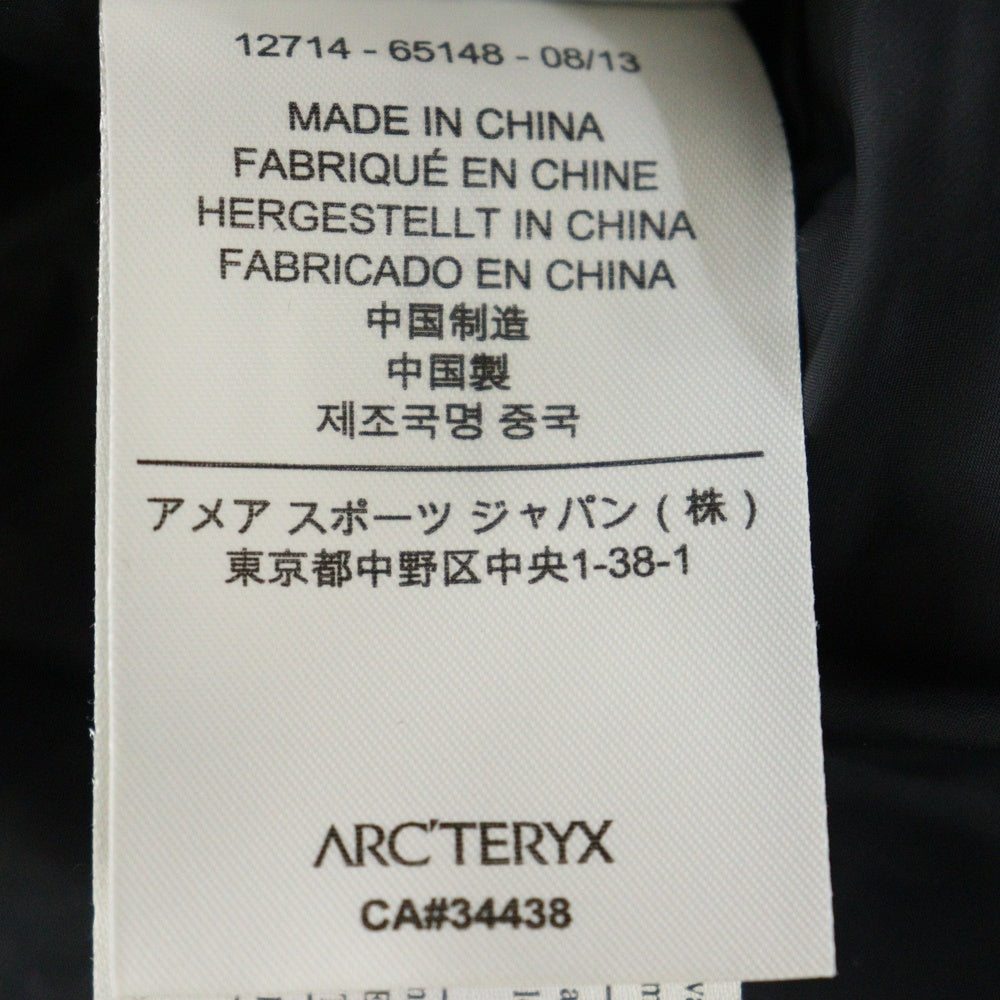 12714 - 65148 - 08/13
MADE IN CHINA
FABRIQUÉ EN CHINE
HERGESTELLT IN CHINA
FABRICADO EN CHINA
中国制造
中国製
제조국명 중국
アメア スポーツ ジャパン ( 株 )
東京都中野区中央1-38-1
ARC'TERYX
CA#34438